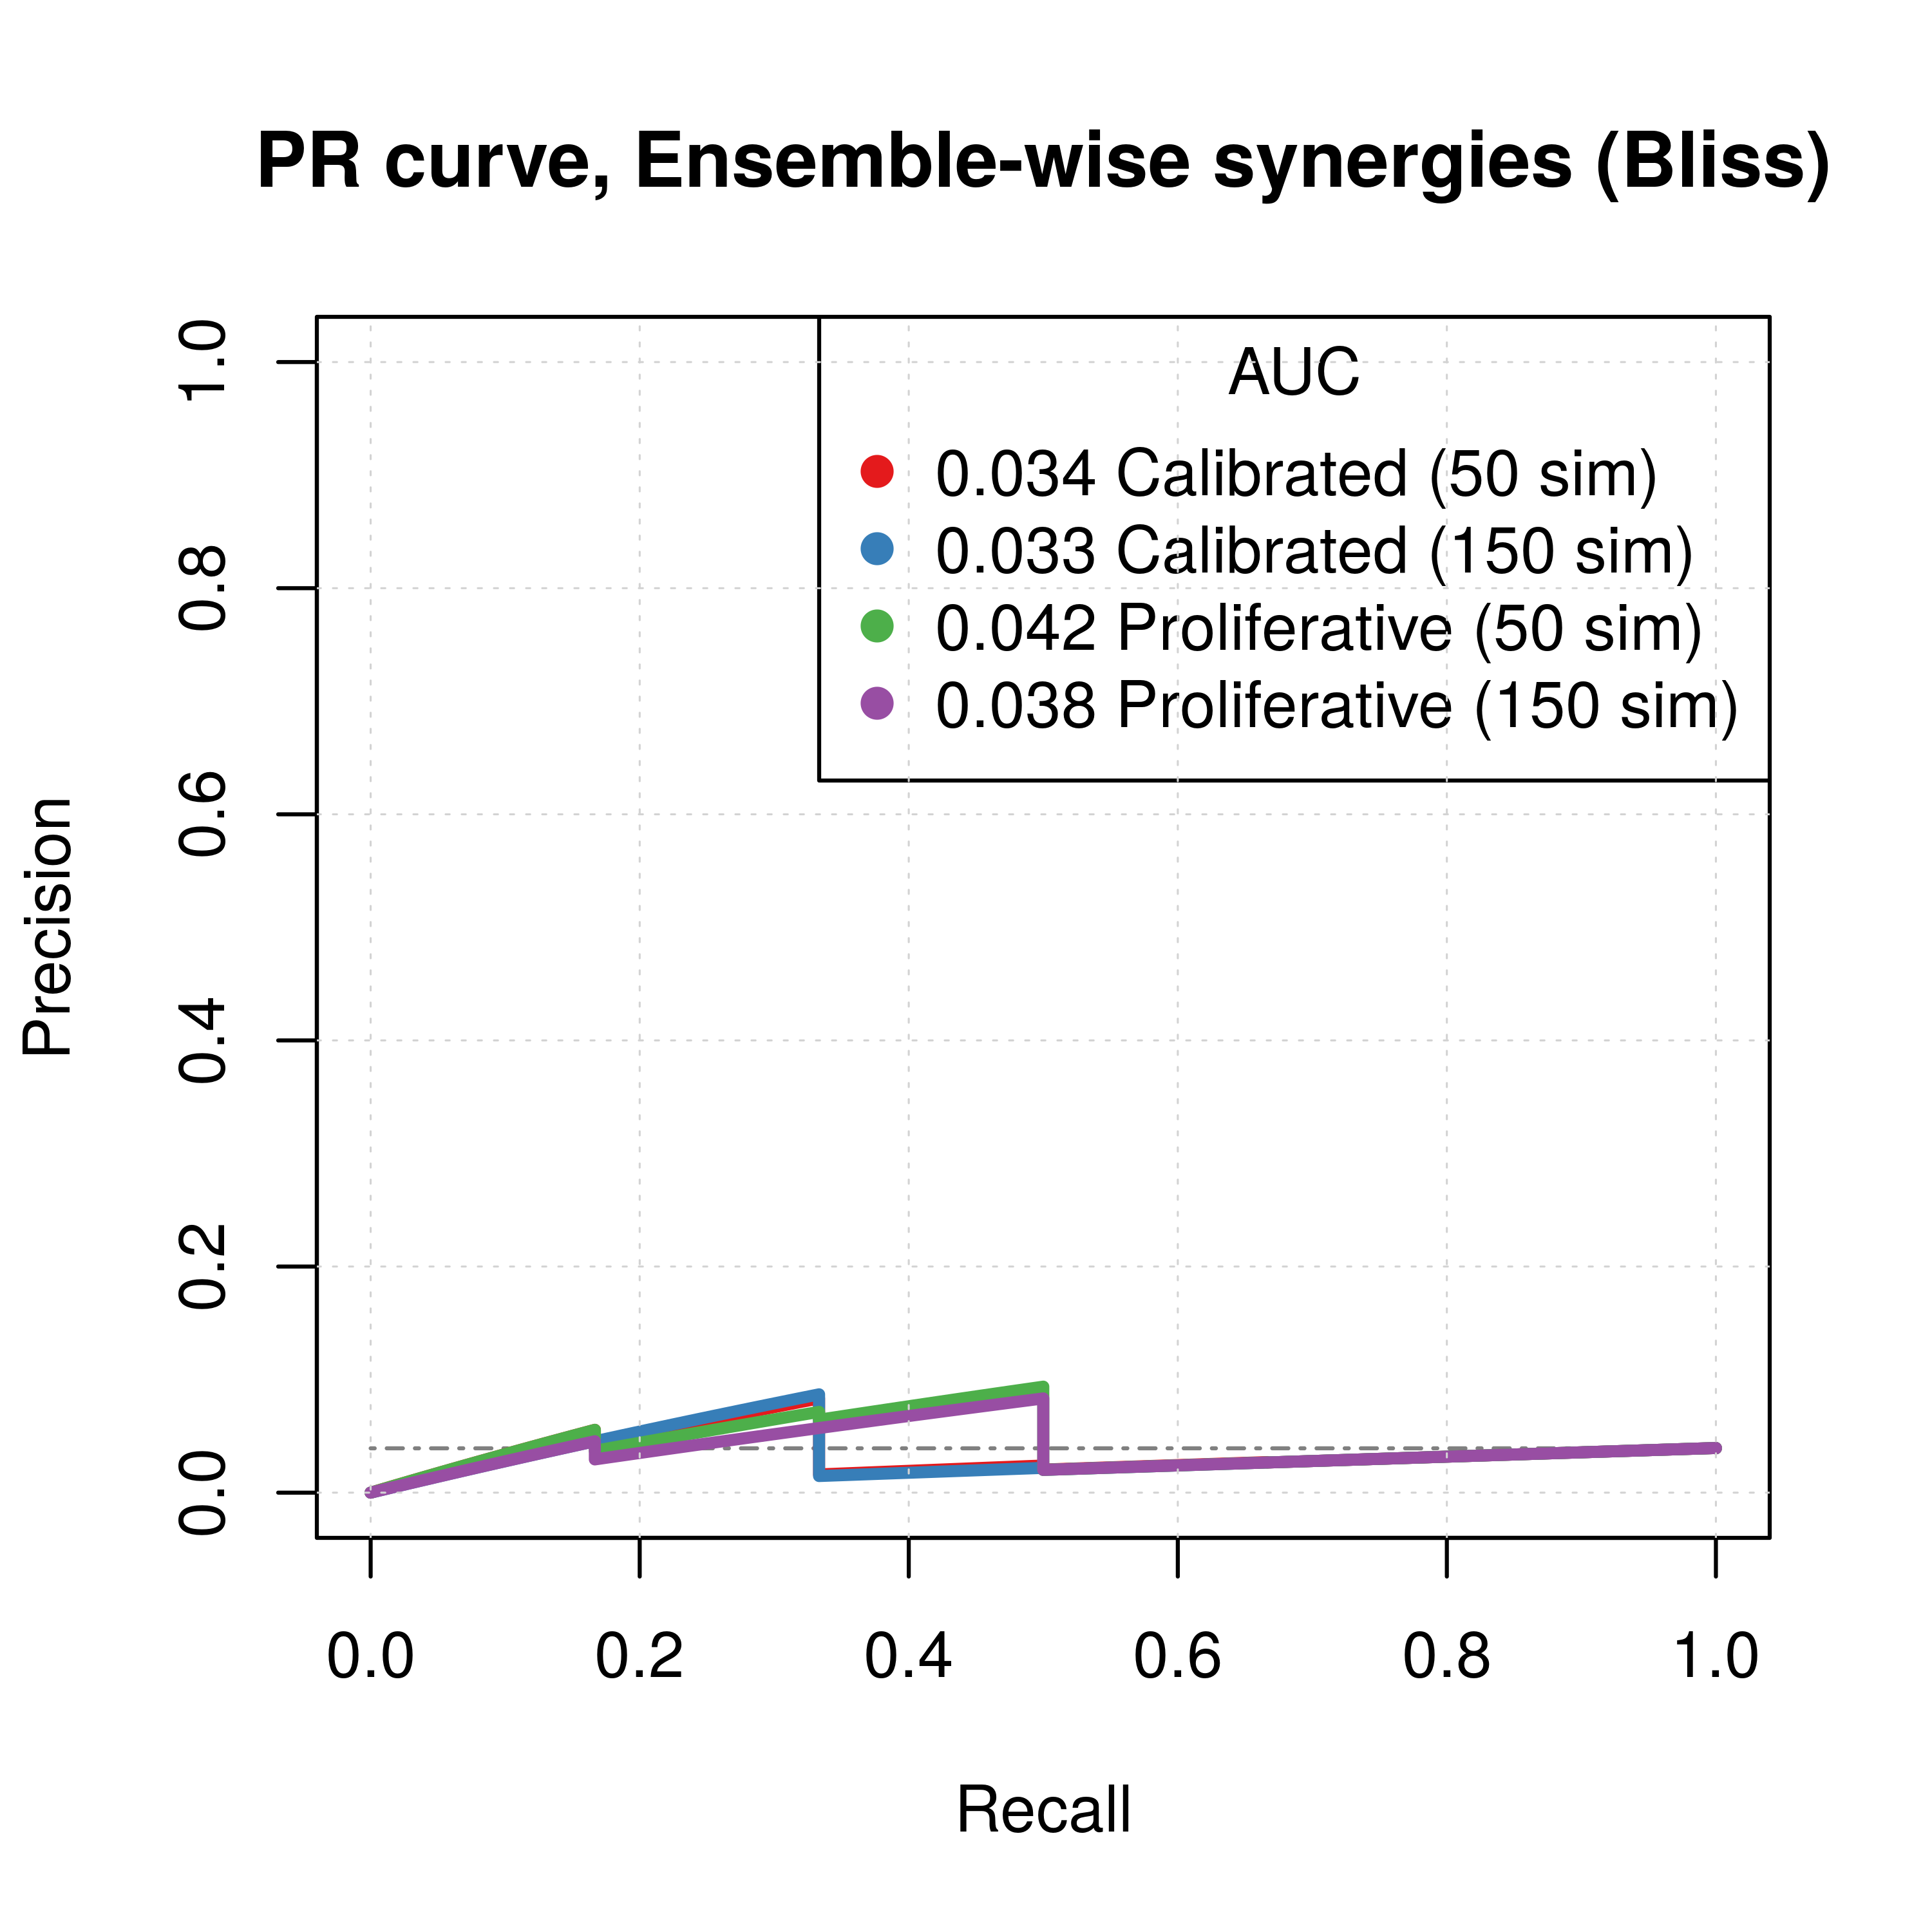 PR curve, Ensemble-wise synergies (Bliss)
AUC
0.034 Calibrated (50 sim)
0.033 Calibrated (150 sim)
0.042 Proliferative (50 sim)
0.038 Proliferative (150 sim)
Precision
1.0
0.8
0.6
0.4
0.2
0.0
0.0 0.2 0.4 0.6 0.8 1.0
Recall